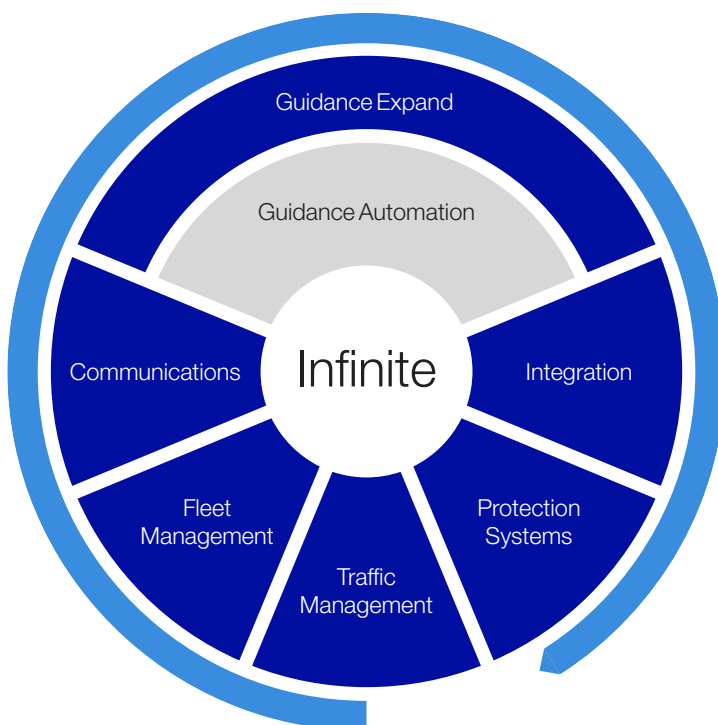 Guidance Expand
Guidance Automation
Communications
Infinite
Integration
Fleet
Management
Protection
Systems
Traffic
Management